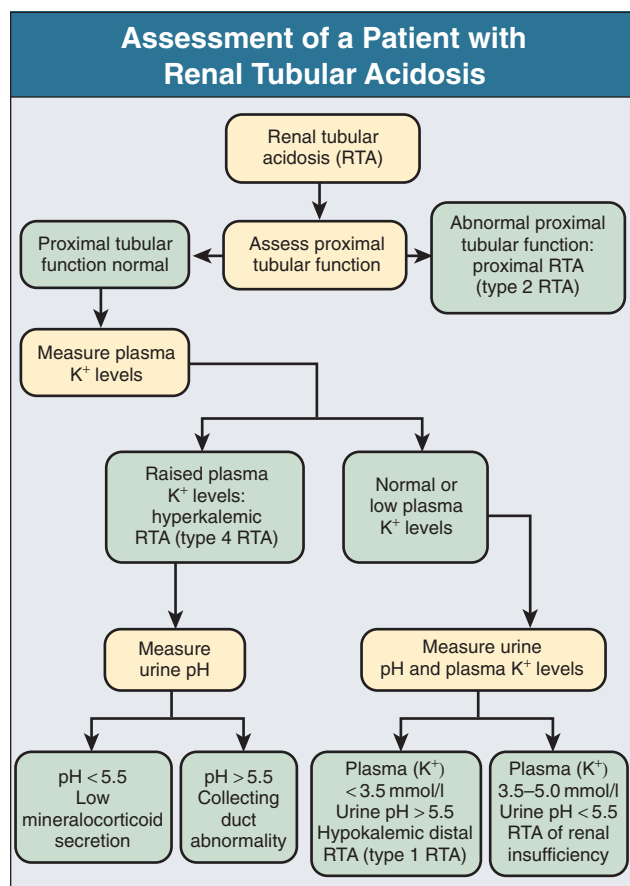 Assessment of a Patient with
Renal Tubular Acidosis
Renal tubular
acidosis (RTA)
Proximal tubular
function normal
Assess proximal
tubular function
Abnormal proximal
tubular function:
proximal RTA
(type 2 RTA)
Measure plasma
K⁺ levels
Raised plasma
K⁺ levels:
hyperkalemic
RTA (type 4 RTA)
Normal or
low plasma
K⁺ levels
Measure
urine pH
Measure urine
pH and plasma K⁺ levels
pH < 5.5
Low
mineralocorticoid
secretion
pH > 5.5
Collecting
duct
abnormality
Plasma (K⁺)
< 3.5 mmol/l
Urine pH > 5.5
Hypokalemic distal
RTA (type 1 RTA)
Plasma (K⁺)
3.5–5.0 mmol/l
Urine pH < 5.5
RTA of renal
insufficiency